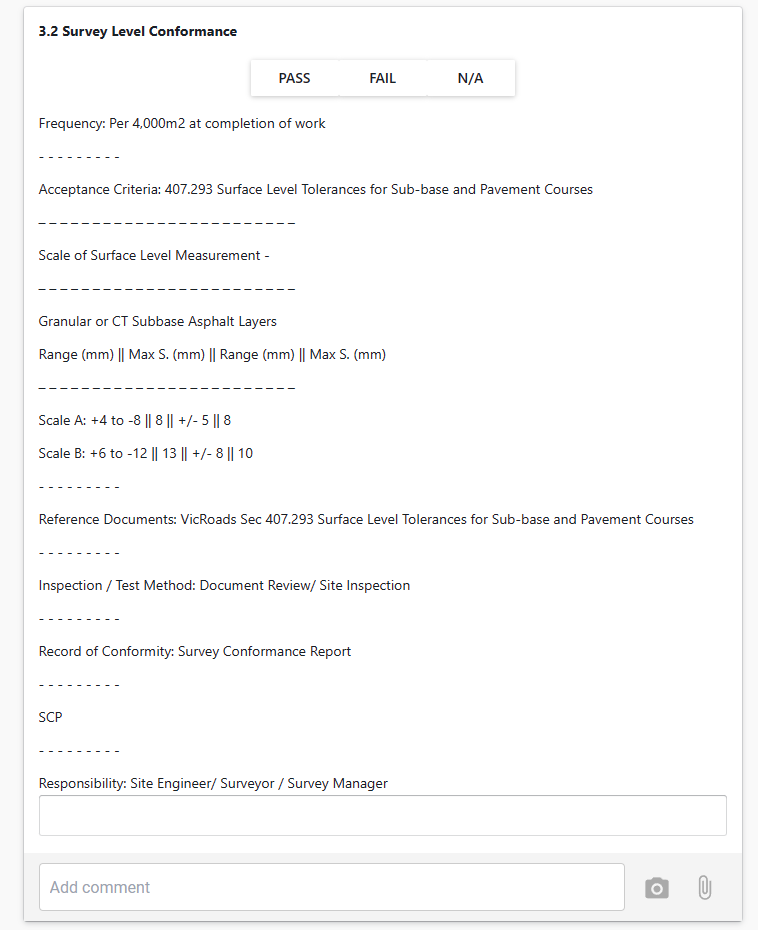 3.2 Survey Level Conformance
PASS FAIL N/A
Frequency: Per 4,000m2 at completion of work
- - - - - - - - -
Acceptance Criteria: 407.293 Surface Level Tolerances for Sub-base and Pavement Courses
– – – – – – – – – – – – – – – – – – – – – – – –
Scale of Surface Level Measurement -
– – – – – – – – – – – – – – – – – – – – – – – –
Granular or CT Subbase Asphalt Layers
Range (mm) || Max S. (mm) || Range (mm) || Max S. (mm)
– – – – – – – – – – – – – – – – – – – – – – – –
Scale A: +4 to -8 || 8 || +/- 5 || 8
Scale B: +6 to -12 || 13 || +/- 8 || 10
- - - - - - - - -
Reference Documents: VicRoads Sec 407.293 Surface Level Tolerances for Sub-base and Pavement Courses
- - - - - - - - -
Inspection / Test Method: Document Review/ Site Inspection
- - - - - - - - -
Record of Conformity: Survey Conformance Report
- - - - - - - - -
SCP
- - - - - - - - -
Responsibility: Site Engineer/ Surveyor / Survey Manager
Add comment